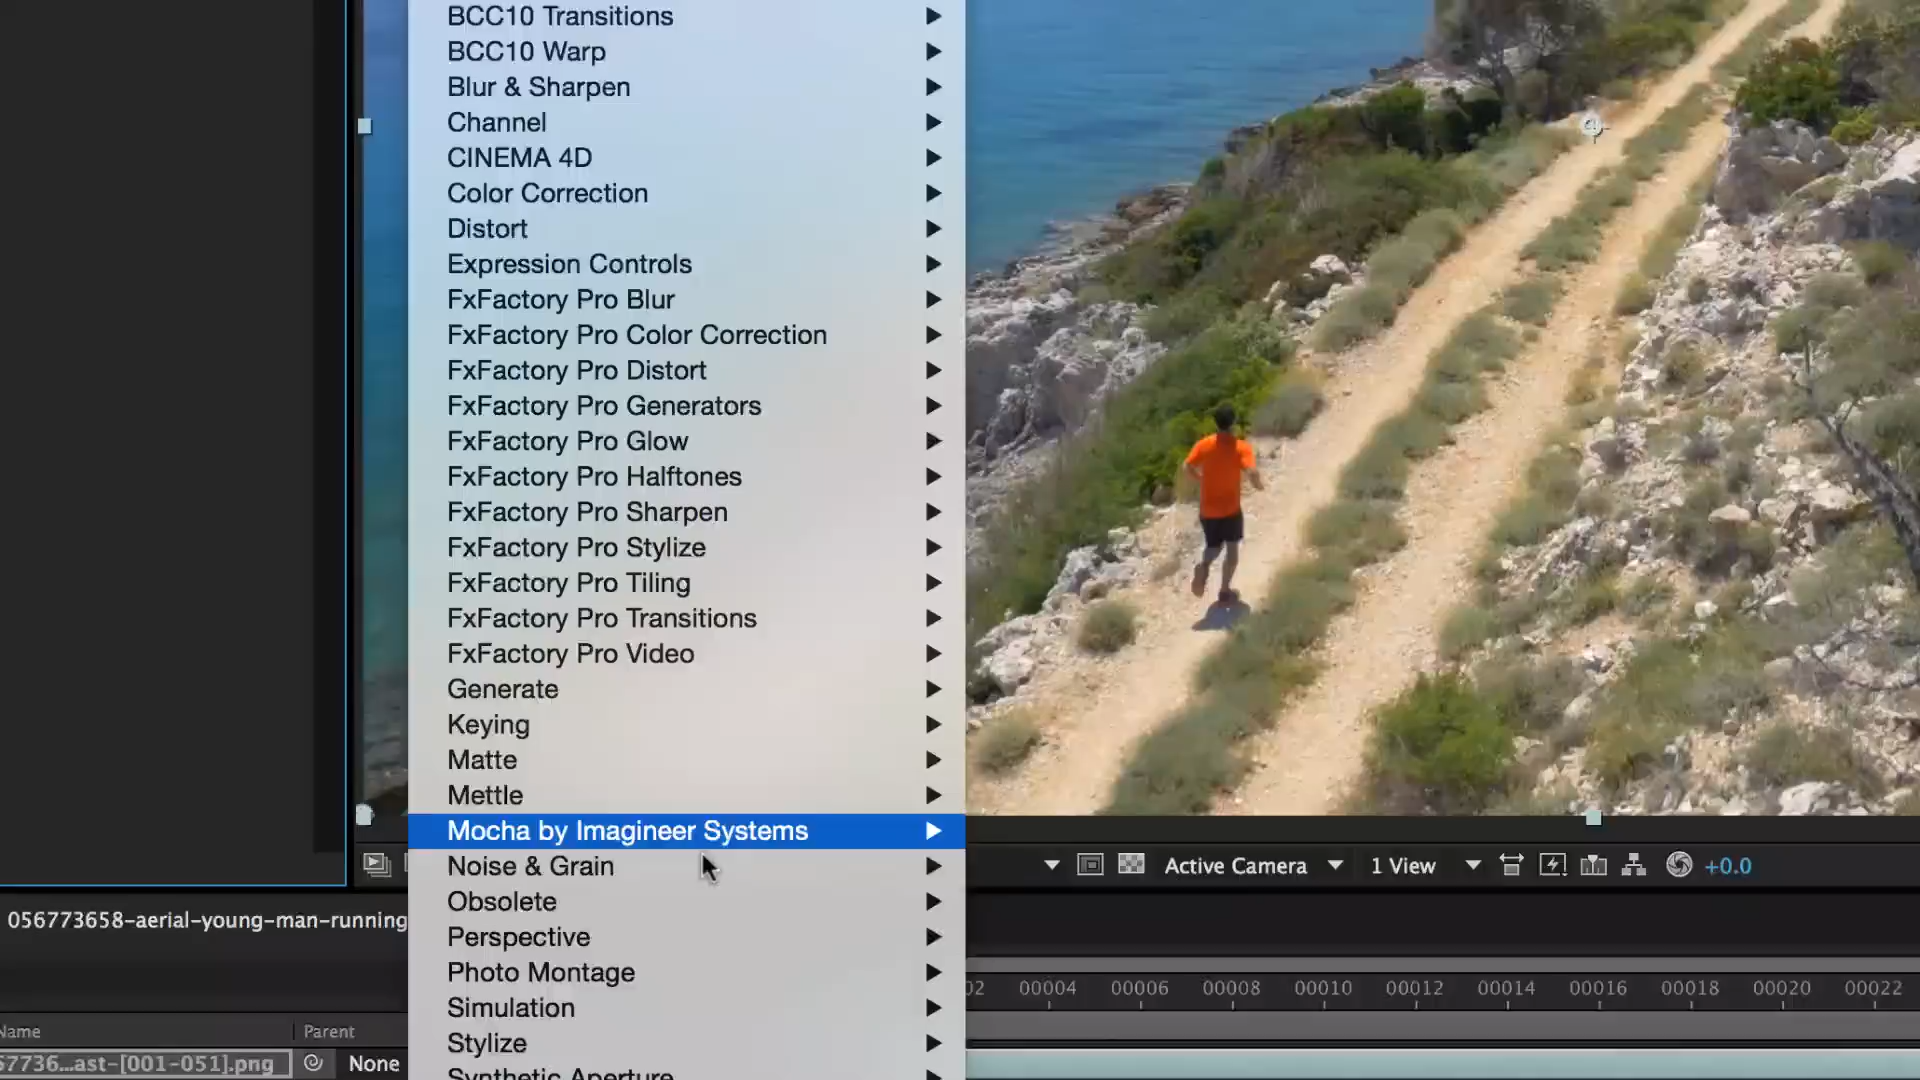 BCC10 Transitions
BCC10 Warp
Blur & Sharpen
Channel
CINEMA 4D
Color Correction
Distort
Expression Controls
FxFactory Pro Blur
FxFactory Pro Color Correction
FxFactory Pro Distort
FxFactory Pro Generators
FxFactory Pro Glow
FxFactory Pro Halftones
FxFactory Pro Sharpen
FxFactory Pro Stylize
FxFactory Pro Tiling
FxFactory Pro Transitions
FxFactory Pro Video
Generate
Keying
Matte
Mettle
Mocha by Imagineer Systems
Noise & Grain
Obsolete
Perspective
Photo Montage
Simulation
Stylize
Synthetic Aperture
Active Camera 1 View +0.0
056773658-aerial-young-man-running
02 00004 00006 00008 00010 00012 00014 00016 00018 00020 00022
Name Parent
57736...ast-[001-051].png None